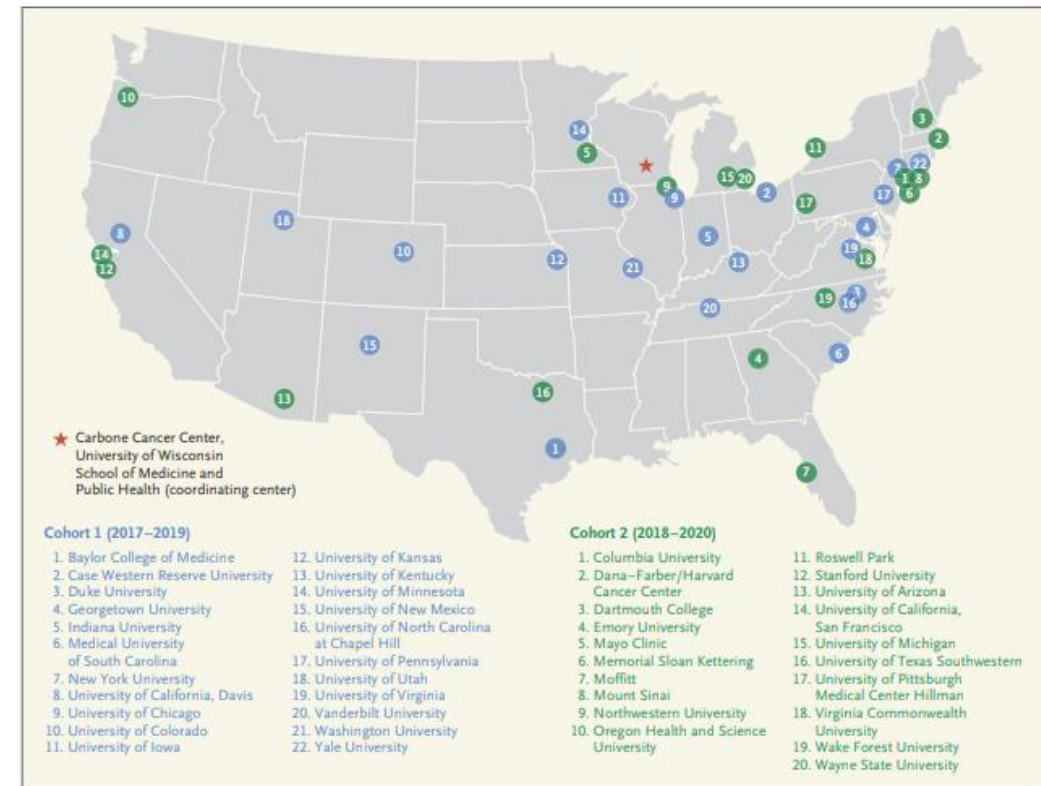 10
14
5
11
3
2
15
20
9
9
11
2
7
22
1
8
6
17
17
18
8
14
12
10
12
21
5
13
4
19
18
20
19
3
16
15
13
16
4
6
1
7
Carbone Cancer Center,
University of Wisconsin
School of Medicine and
Public Health (coordinating center)
Cohort 1 (2017–2019)
1. Baylor College of Medicine
2. Case Western Reserve University
3. Duke University
4. Georgetown University
5. Indiana University
6. Medical University
of South Carolina
7. New York University
8. University of California, Davis
9. University of Chicago
10. University of Colorado
11. University of Iowa
12. University of Kansas
13. University of Kentucky
14. University of Minnesota
15. University of New Mexico
16. University of North Carolina
at Chapel Hill
17. University of Pennsylvania
18. University of Utah
19. University of Virginia
20. Vanderbilt University
21. Washington University
22. Yale University
Cohort 2 (2018–2020)
1. Columbia University
2. Dana–Farber/Harvard
Cancer Center
3. Dartmouth College
4. Emory University
5. Mayo Clinic
6. Memorial Sloan Kettering
7. Moffitt
8. Mount Sinai
9. Northwestern University
10. Oregon Health and Science
University
11. Roswell Park
12. Stanford University
13. University of Arizona
14. University of California,
San Francisco
15. University of Michigan
16. University of Texas Southwestern
17. University of Pittsburgh
Medical Center Hillman
18. Virginia Commonwealth
University
19. Wake Forest University
20. Wayne State University